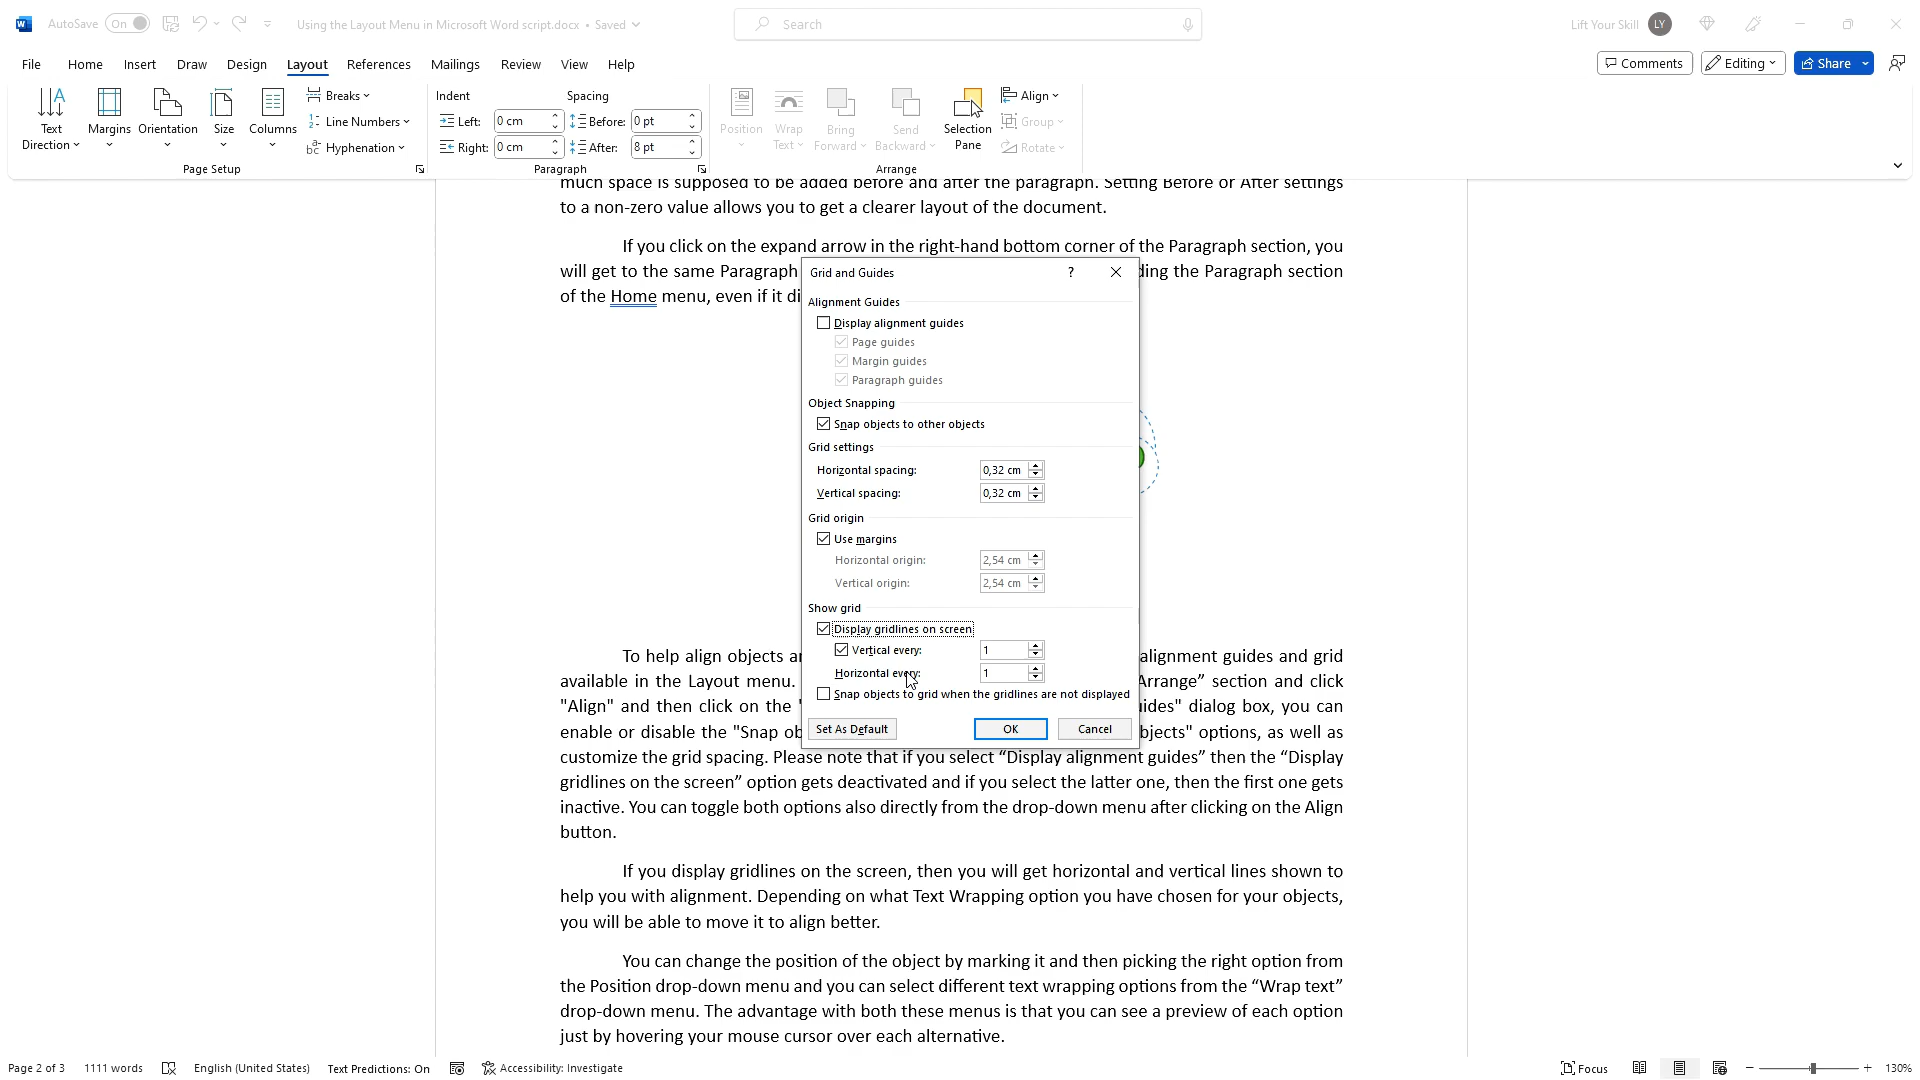 AutoSave On Using the Layout Menu in Microsoft Word script.docx • Saved Search Lift Your Skill LY
File Home Insert Draw Design Layout References Mailings Review View Help Comments Editing Share
Text Direction
Margins
Orientation
Size
Columns
Breaks
Line Numbers
Hyphenation
Page Setup
Indent
Left: 0 cm
Right: 0 cm
Spacing
Before: 0 pt
After: 8 pt
Paragraph
Position
Wrap Text
Bring Forward
Send Backward
Selection Pane
Align
Group
Rotate
Arrange
much space is supposed to be added before and after the paragraph. Setting Before or After settings
to a non-zero value allows you to get a clearer layout of the document.
If you click on the expand arrow in the right-hand bottom corner of the Paragraph section, you
will get to the same Paragraph ding the Paragraph section
of the Home menu, even if it di
Grid and Guides ?
Alignment Guides
Display alignment guides
Page guides
Margin guides
Paragraph guides
Object Snapping
Snap objects to other objects
Grid settings
Horizontal spacing: 0,32 cm
Vertical spacing: 0,32 cm
Grid origin
Use margins
Horizontal origin: 2,54 cm
Vertical origin: 2,54 cm
Show grid
Display gridlines on screen
Vertical every: 1
Horizontal every: 1
Snap objects to grid when the gridlines are not displayed
Set As Default OK Cancel
To help align objects an alignment guides and grid
available in the Layout menu. Arrange” section and click
"Align" and then click on the " uides" dialog box, you can
enable or disable the "Snap ob bjects" options, as well as
customize the grid spacing. Please note that if you select “Display alignment guides” then the “Display
gridlines on the screen” option gets deactivated and if you select the latter one, then the first one gets
inactive. You can toggle both options also directly from the drop-down menu after clicking on the Align
button.
If you display gridlines on the screen, then you will get horizontal and vertical lines shown to
help you with alignment. Depending on what Text Wrapping option you have chosen for your objects,
you will be able to move it to align better.
You can change the position of the object by marking it and then picking the right option from
the Position drop-down menu and you can select different text wrapping options from the “Wrap text”
drop-down menu. The advantage with both these menus is that you can see a preview of each option
just by hovering your mouse cursor over each alternative.
Page 2 of 3 1111 words English (United States) Text Predictions: On Accessibility: Investigate Focus 130%